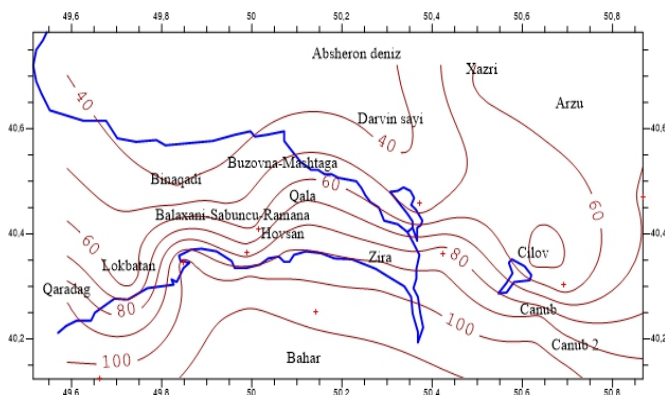 49,6 49,8 50 50,2 50,4 50,6 50,8
Absheron deniz
Xazri
40
Arzu
Darvin sayi
40,6 40 40,6
Buzovna-Mashtaga
Binaqadi 60
Qala 60
Balaxani-Sabuncu-Ramana
40,4 Hovsan 40,4
60
80 Cilov
Zira
Lokbatan
Qaradag
80 Canub
100
40,2 Canub 2 40,2
100 Bahar
49,6 49,8 50 50,2 50,4 50,6 50,8